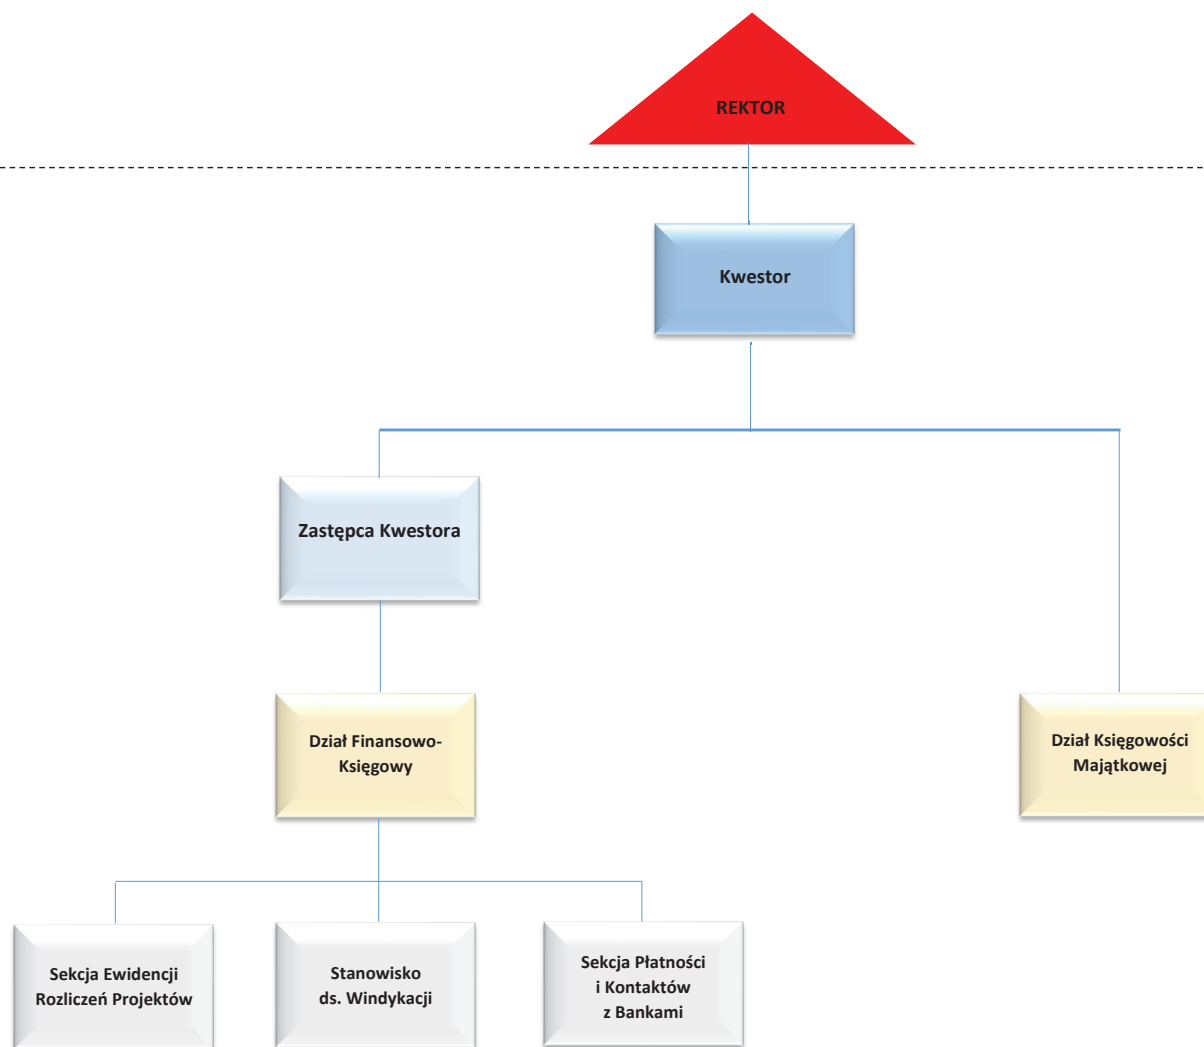 REKTOR
Kwestor
Zastępca Kwestora
Dział Finansowo-
Księgowy
Dział Księgowości
Majątkowej
Sekcja Ewidencji
Rozliczeń Projektów
Stanowisko
ds. Windykacji
Sekcja Płatności
i Kontaktów
z Bankami